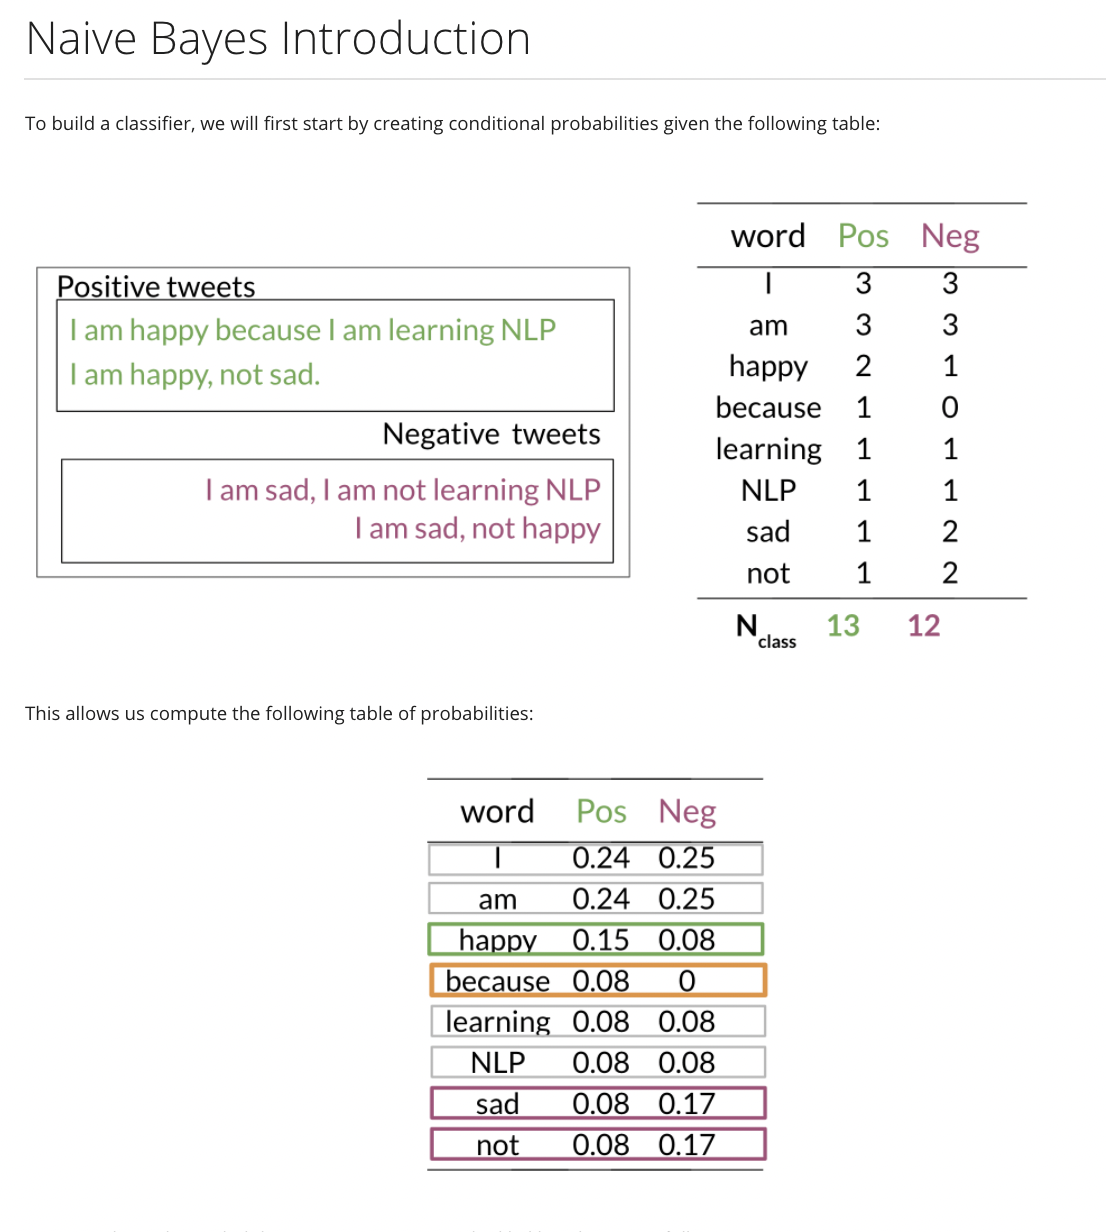 Naive Bayes Introduction
To build a classifier, we will first start by creating conditional probabilities given the following table:
Positive tweets
I am happy because I am learning NLP
I am happy, not sad.
Negative tweets
I am sad, I am not learning NLP
I am sad, not happy
word Pos Neg
I 3 3
am 3 3
happy 2 1
because 1 0
learning 1 1
NLP 1 1
sad 1 2
not 1 2
Nclass 13 12
This allows us compute the following table of probabilities:
word Pos Neg
I 0.24 0.25
am 0.24 0.25
happy 0.15 0.08
because 0.08 0
learning 0.08 0.08
NLP 0.08 0.08
sad 0.08 0.17
not 0.08 0.17